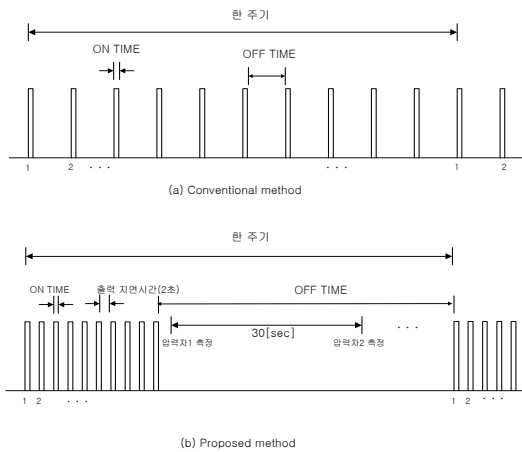 한 주기
ON TIME
OFF TIME
1 2 · · · · · · 1 2
(a) Conventional method
한 주기
ON TIME 출력 지연시간(2초) OFF TIME
· · ·
30[sec]
압력차1 측정 압력차2 측정
1 2 · · · 1 2 · · ·
(b) Proposed method